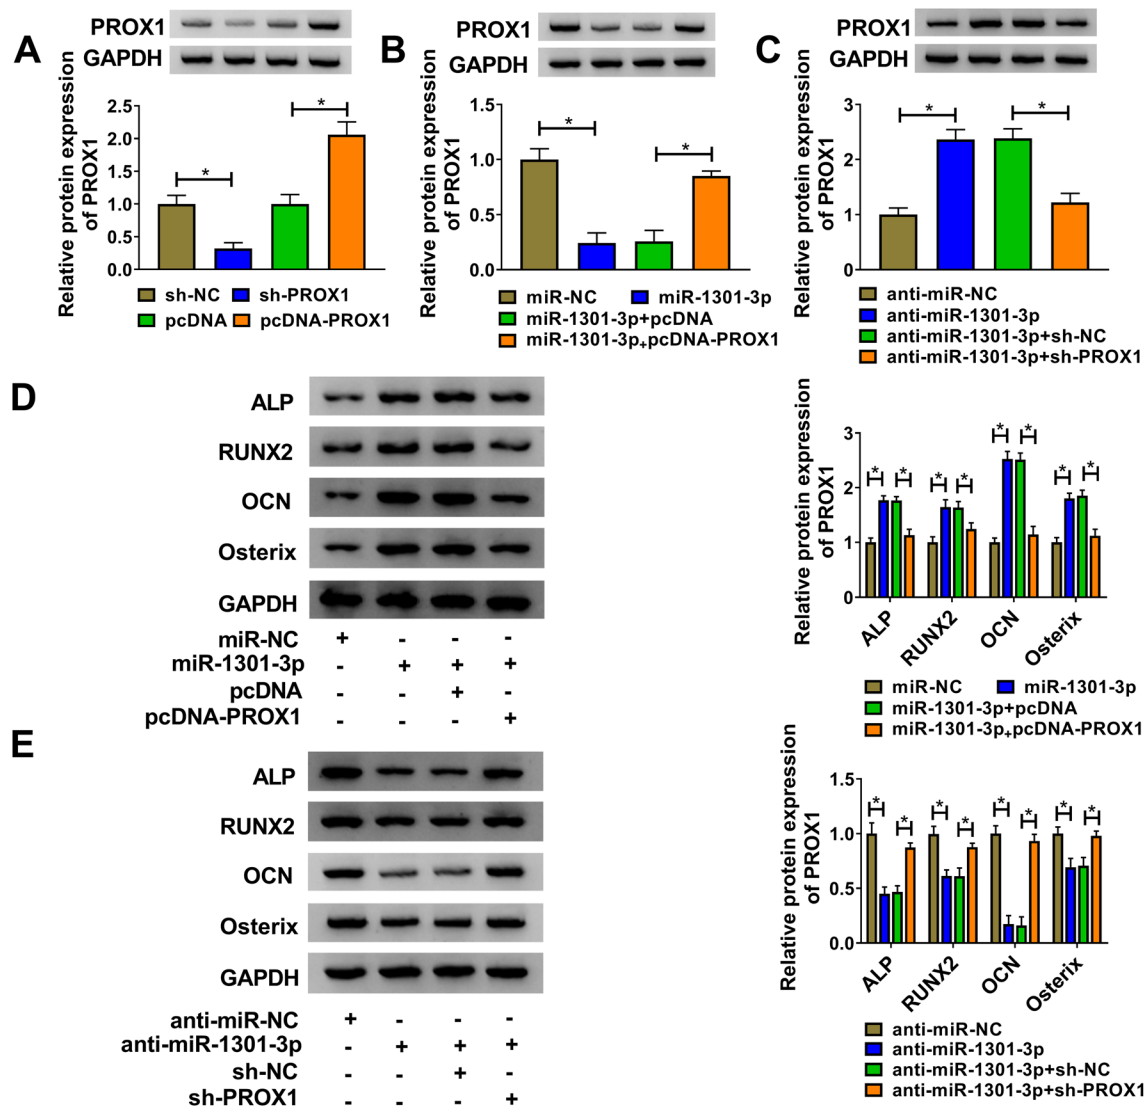 A
PROX1
GAPDH
Relative protein expression
of PROX1
2.5
2.0
1.5
1.0
0.5
0.0
*
*
sh-NC
sh-PROX1
pcDNA
pcDNA-PROX1
B
PROX1
GAPDH
Relative protein expression
of PROX1
1.5
1.0
0.5
0.0
*
*
miR-NC
miR-1301-3p
miR-1301-3p+pcDNA
miR-1301-3p+pcDNA-PROX1
C
PROX1
GAPDH
Relative protein expression
of PROX1
3
2
1
0
*
*
anti-miR-NC
anti-miR-1301-3p
anti-miR-1301-3p+sh-NC
anti-miR-1301-3p+sh-PROX1
D
ALP
RUNX2
OCN
Osterix
GAPDH
miR-NC + - - -
miR-1301-3p - + + +
pcDNA - - + -
pcDNA-PROX1 - - - +
Relative protein expression
of PROX1
3
2
1
0
* * * * * * * *
ALP
RUNX2
OCN
Osterix
miR-NC
miR-1301-3p
miR-1301-3p+pcDNA
miR-1301-3p+pcDNA-PROX1
E
ALP
RUNX2
OCN
Osterix
GAPDH
anti-miR-NC + - - -
anti-miR-1301-3p - + + +
sh-NC - - + -
sh-PROX1 - - - +
Relative protein expression
of PROX1
1.5
1.0
0.5
0.0
* * * * * * * *
ALP
RUNX2
OCN
Osterix
anti-miR-NC
anti-miR-1301-3p
anti-miR-1301-3p+sh-NC
anti-miR-1301-3p+sh-PROX1